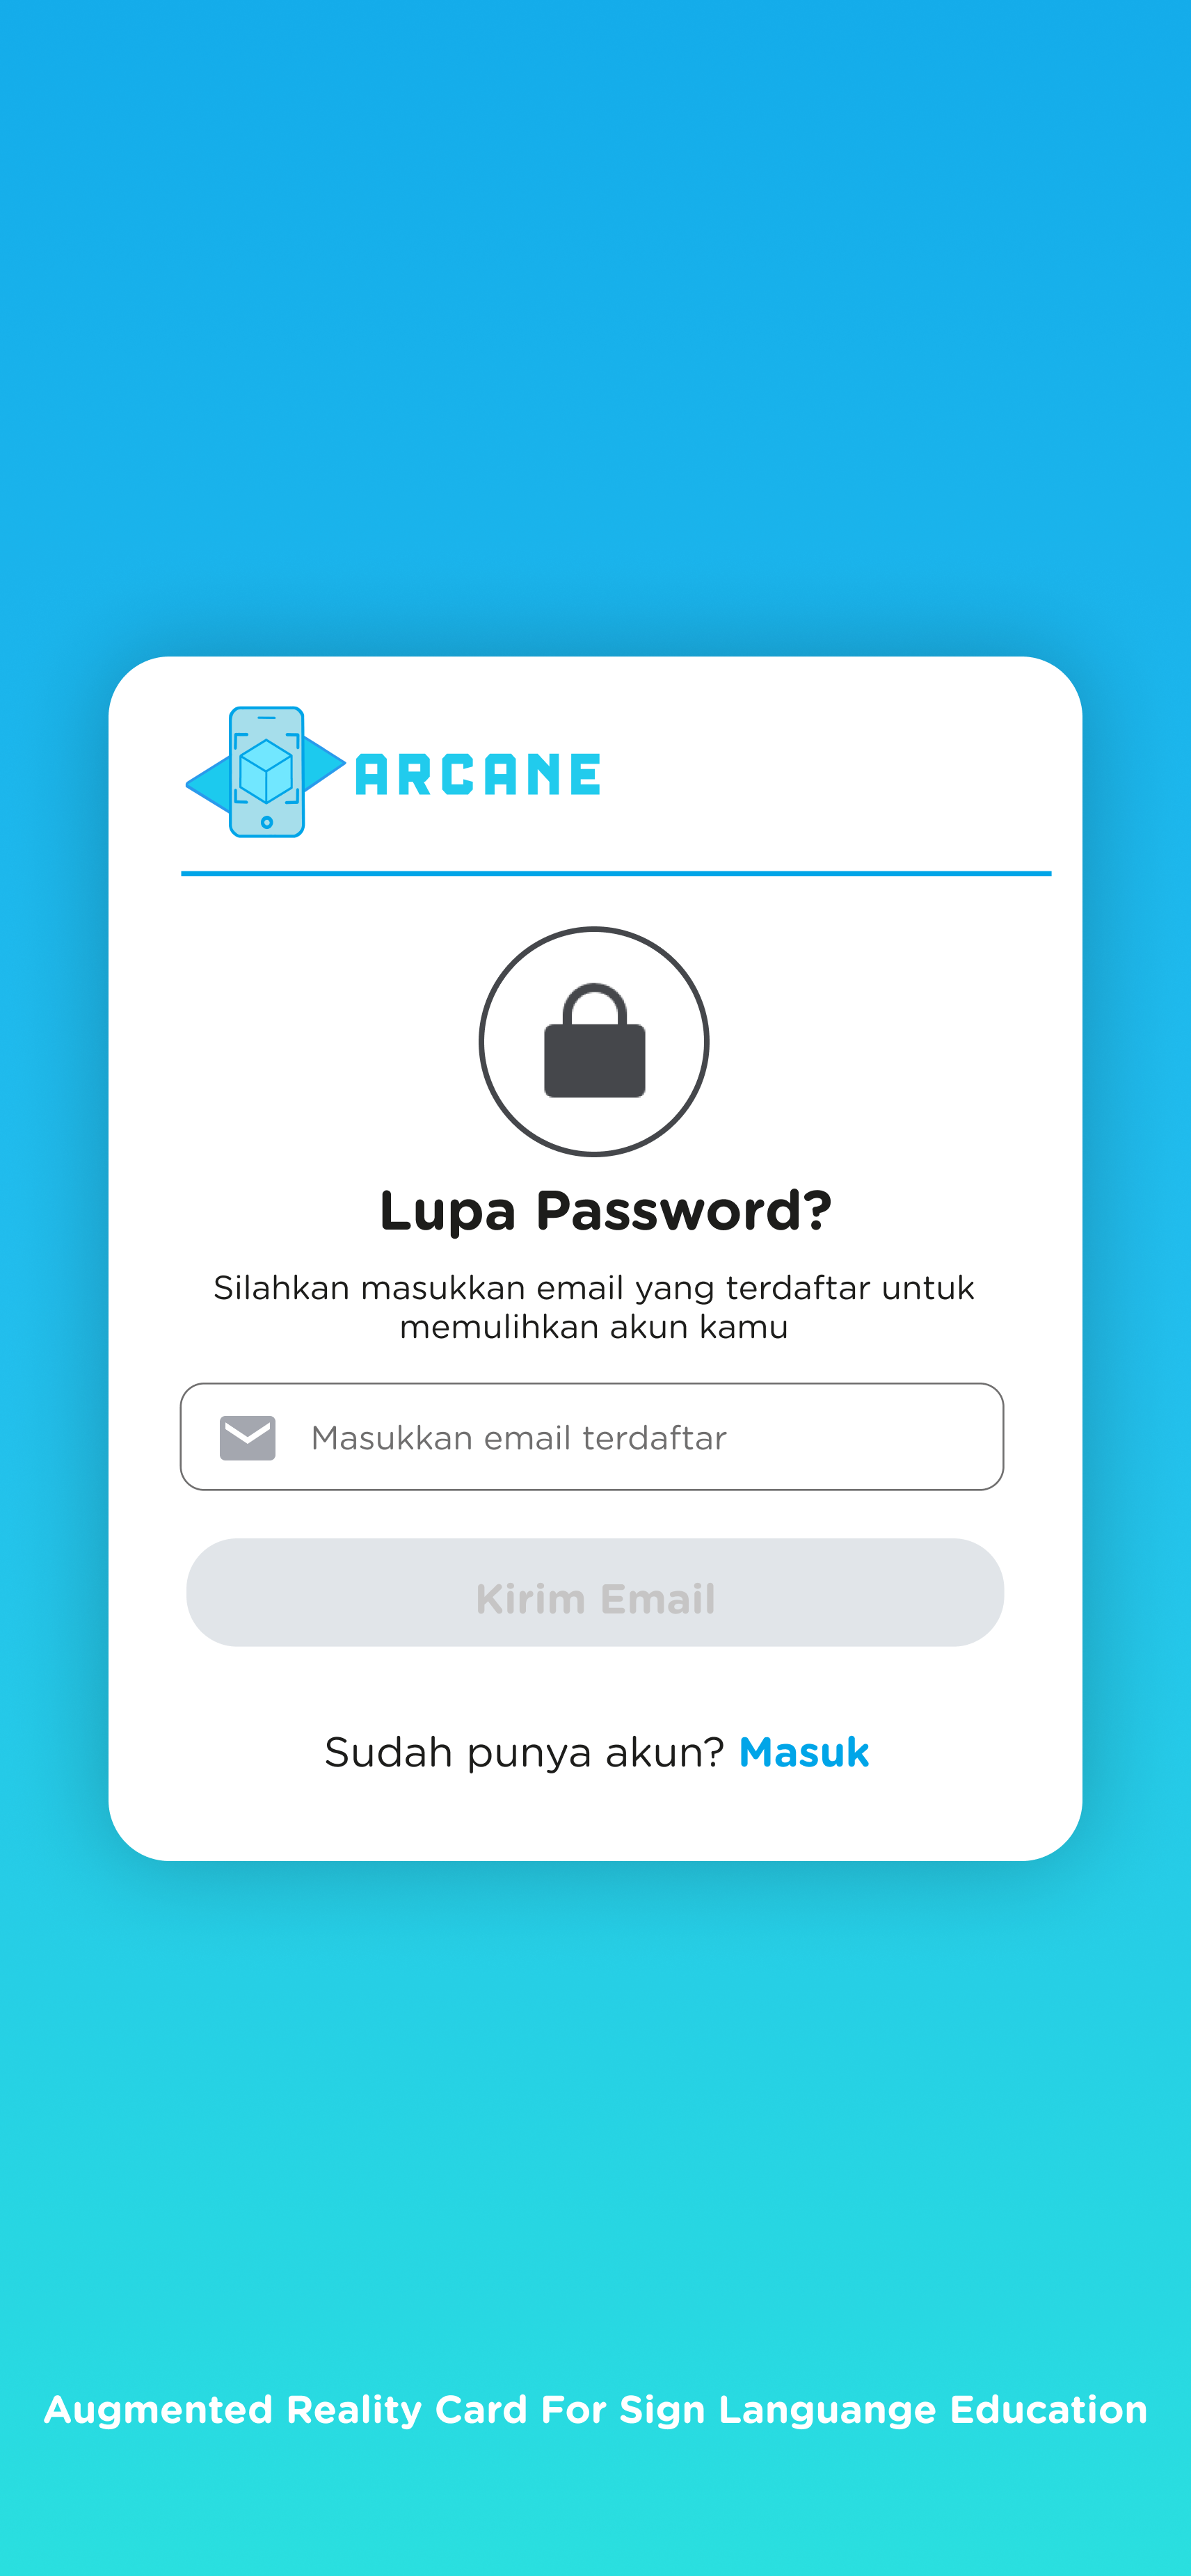 ARCANE
Lupa Password?
Silahkan masukkan email yang terdaftar untuk
memulihkan akun kamu
Masukkan email terdaftar
Kirim Email
Sudah punya akun? Masuk
Augmented Reality Card For Sign Languange Education